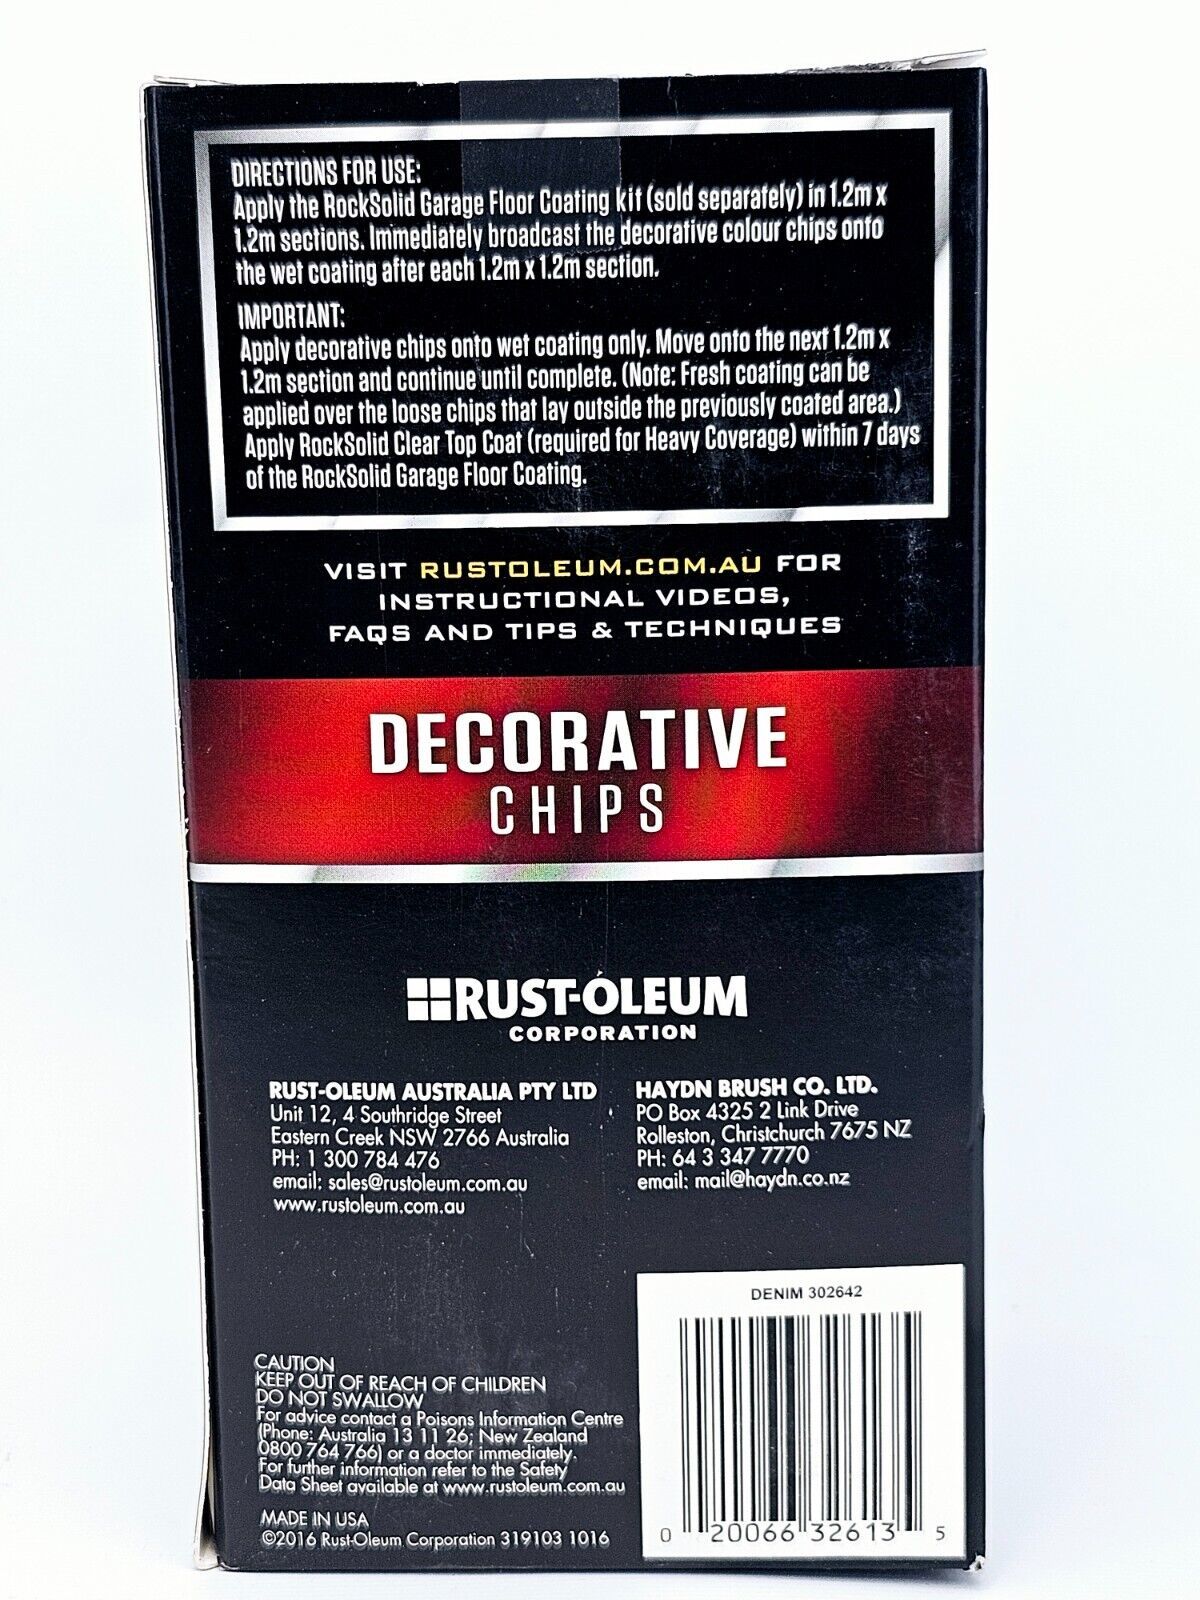 DIRECTIONS FOR USE:
Apply the RockSolid Garage Floor Coating kit (sold separately) in 1.2m x
1.2m sections. Immediately broadcast the decorative colour chips onto
the wet coating after each 1.2m x 1.2m section.
IMPORTANT:
Apply decorative chips onto wet coating only. Move onto the next 1.2m x
1.2m section and continue until complete. (Note: Fresh coating can be
applied over the loose chips that lay outside the previously coated area.)
Apply RockSolid Clear Top Coat (required for Heavy Coverage) within 7 days
of the RockSolid Garage Floor Coating.
VISIT RUSTOLEUM.COM.AU FOR
INSTRUCTIONAL VIDEOS,
FAQS AND TIPS & TECHNIQUES
DECORATIVE
CHIPS
RUST-OLEUM
CORPORATION
RUST-OLEUM AUSTRALIA PTY LTD
Unit 12, 4 Southridge Street
Eastern Creek NSW 2766 Australia
PH: 1 300 784 476
email: sales@rustoleum.com.au
www.rustoleum.com.au
HAYDN BRUSH CO. LTD.
PO Box 4325 2 Link Drive
Rolleston, Christchurch 7675 NZ
PH: 64 3 347 7770
email: mail@haydn.co.nz
CAUTION
KEEP OUT OF REACH OF CHILDREN
DO NOT SWALLOW
For advice contact a Poisons Information Centre
(Phone: Australia 13 11 26; New Zealand
0800 764 766) or a doctor immediately.
For further information refer to the Safety
Data Sheet available at www.rustoleum.com.au
MADE IN USA
©2016 Rust-Oleum Corporation 319103 1016
DENIM 302642
0 20066 32613 5